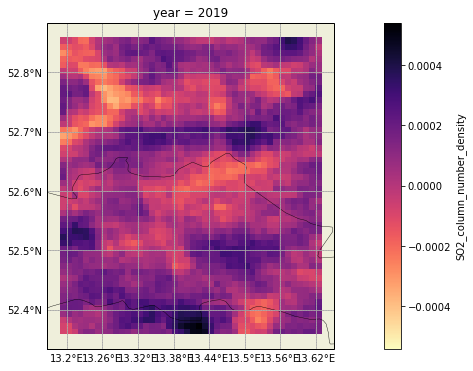 year = 2019
52.8°N
52.7°N
52.6°N
52.5°N
52.4°N
13.2°E 13.26°E 13.32°E 13.38°E 13.44°E 13.5°E 13.56°E 13.62°E
0.0004
0.0002
0.0000
−0.0002
−0.0004
SO2_column_number_density